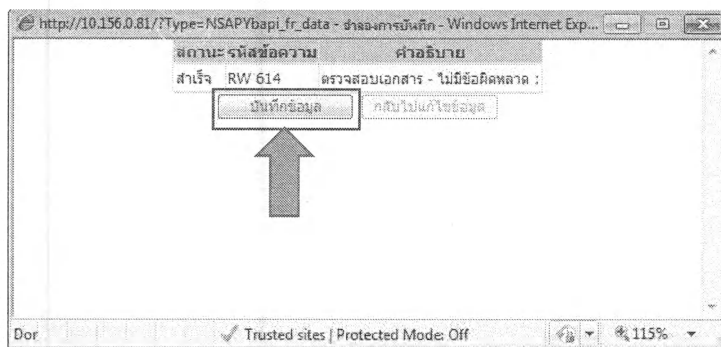 http://10.156.0.81/?Type=NSAPYbapi_fr_data - จำลองการบันทึก - Windows Internet Exp...
สถานะ รหัสข้อความ คำอธิบาย
สำเร็จ RW 614 ตรวจสอบเอกสาร - ไม่มีข้อผิดพลาด :
บันทึกข้อมูล กลับไปแก้ไขข้อมูล
Dor Trusted sites | Protected Mode: Off 115%